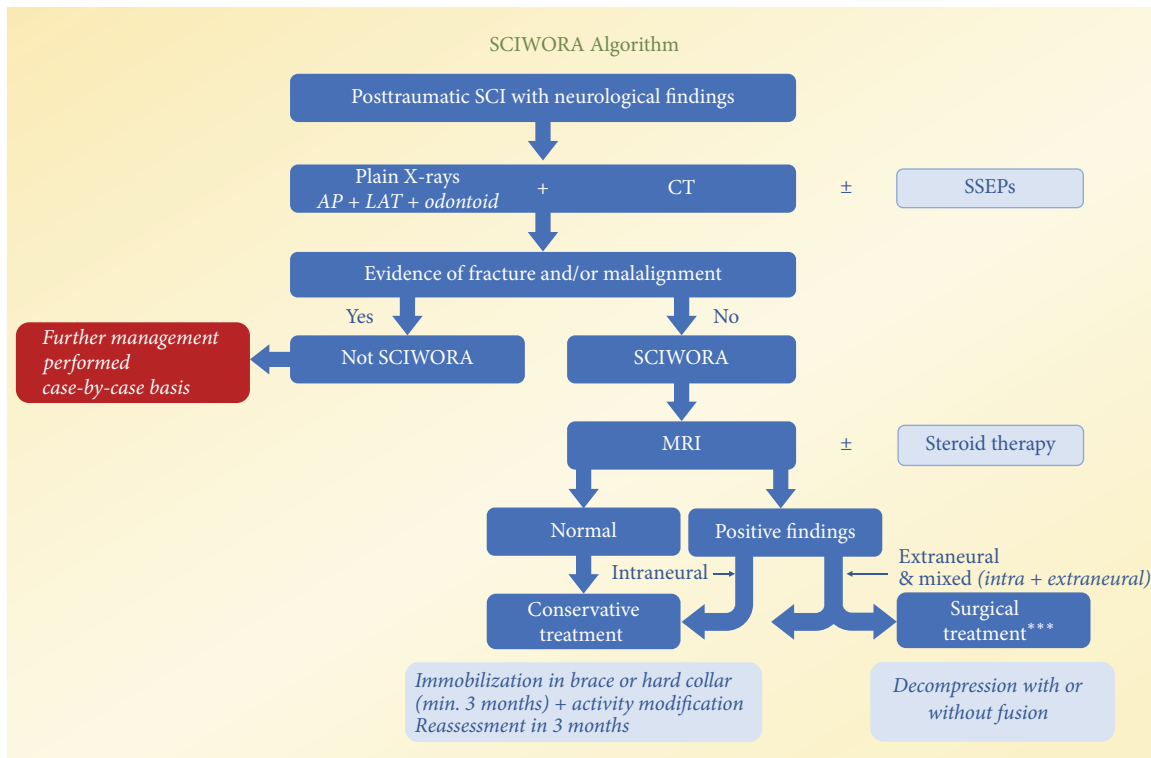 SCIWORA Algorithm
Posttraumatic SCI with neurological findings
Plain X-rays
AP + LAT + odontoid
+
CT
±
SSEPs
Evidence of fracture and/or malalignment
Yes
No
Further management
performed
case-by-case basis
Not SCIWORA
SCIWORA
MRI
±
Steroid therapy
Normal
Positive findings
Intraneural
Extraneural
& mixed (intra + extraneural)
Conservative
treatment
Surgical
treatment***
Immobilization in brace or hard collar
(min. 3 months) + activity modification
Reassessment in 3 months
Decompression with or
without fusion